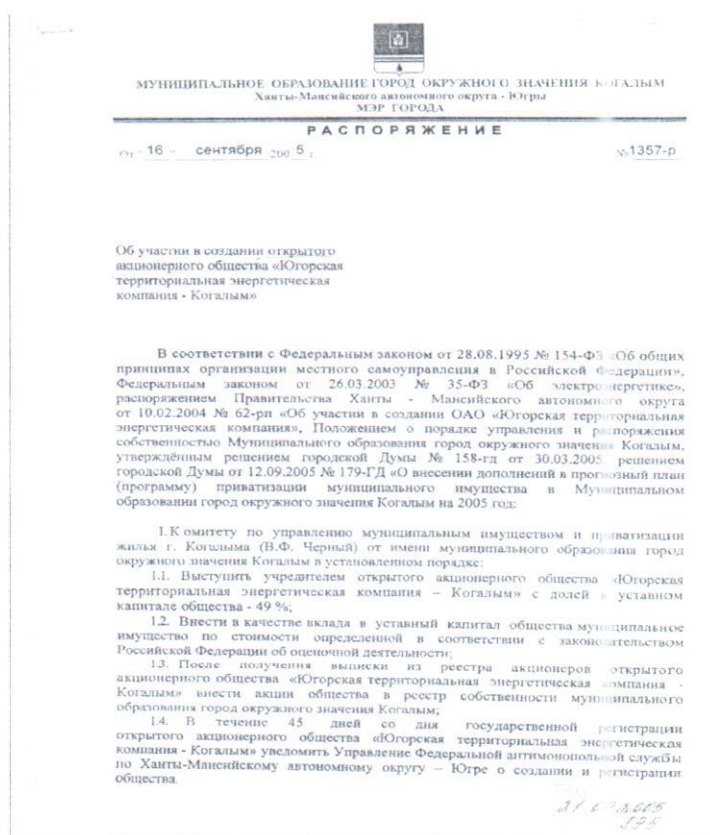 МУНИЦИПАЛЬНОЕ ОБРАЗОВАНИЕ ГОРОД ОКРУЖНОГО ЗНАЧЕНИЯ КОГАЛЫМ
Ханты-Мансийского автономного округа - Югры
МЭР ГОРОДА
РАСПОРЯЖЕНИЕ
От - 16 - сентября 2005 г. №1357-р
Об участии в создании открытого
акционерного общества «Югорская
территориальная энергетическая
компания - Когалым»
В соответствии с Федеральным законом от 28.08.1995 № 154-ФЗ «Об общих
принципах организации местного самоуправления в Российской Федерации»,
Федеральным законом от 26.03.2003 № 35-ФЗ «Об электроэнергетике»,
распоряжением Правительства Ханты - Мансийского автономного округа
от 10.02.2004 № 62-рп «Об участии в создании ОАО «Югорская территориальная
энергетическая компания», Положением о порядке управления и распоряжения
собственностью Муниципального образования город окружного значения Когалым,
утверждённым решением городской Думы № 158-гд от 30.03.2005, решением
городской Думы от 12.09.2005 № 179-ГД «О внесении дополнений в прогнозный план
(программу) приватизации муниципального имущества в Муниципальном
образовании город окружного значения Когалым на 2005 год:
1. Комитету по управлению муниципальным имуществом и приватизации
жилья г. Когалыма (В.Ф. Черный) от имени муниципального образования город
окружного значения Когалым в установленном порядке:
1.1. Выступить учредителем открытого акционерного общества «Югорская
территориальная энергетическая компания – Когалым» с долей в уставном
капитале общества - 49 %;
1.2. Внести в качестве вклада в уставный капитал общества муниципальное
имущество по стоимости определенной в соответствии с законодательством
Российской Федерации об оценочной деятельности;
1.3. После получения выписки из реестра акционеров открытого
акционерного общества «Югорская территориальная энергетическая компания -
Когалым» внести акции общества в реестр собственности муниципального
образования город окружного значения Когалым;
1.4. В течение 45 дней со дня государственной регистрации
открытого акционерного общества «Югорская территориальная энергетическая
компания - Когалым» уведомить Управление Федеральной антимонопольной службы
по Ханты-Мансийскому автономному округу – Югре о создании и регистрации
общества.